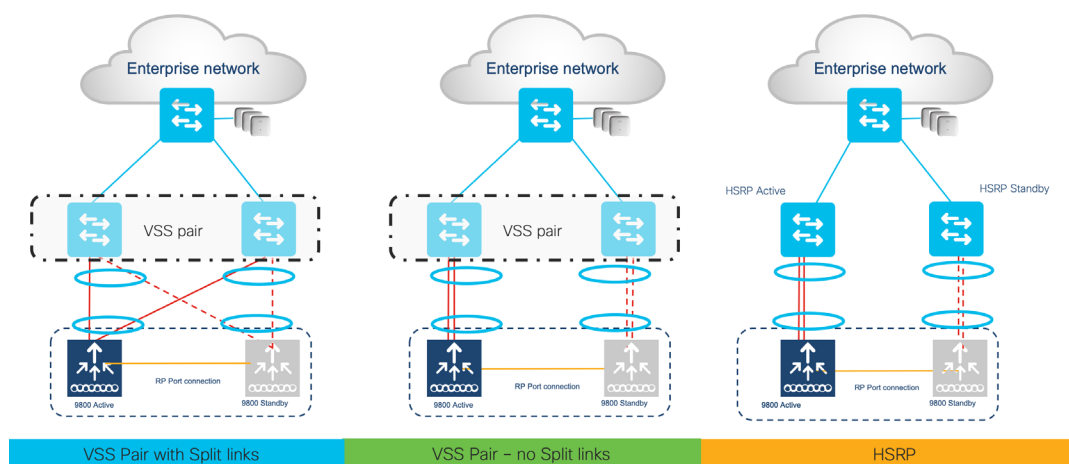 Enterprise network
VSS pair
RP Port connection
9800 Active
9800 Standby
VSS Pair with Split links
Enterprise network
VSS pair
RP Port connection
9800 Active
9800 Standby
VSS Pair – no Split links
Enterprise network
HSRP Active
HSRP Standby
RP Port connection
9800 Active
9800 Standby
HSRP